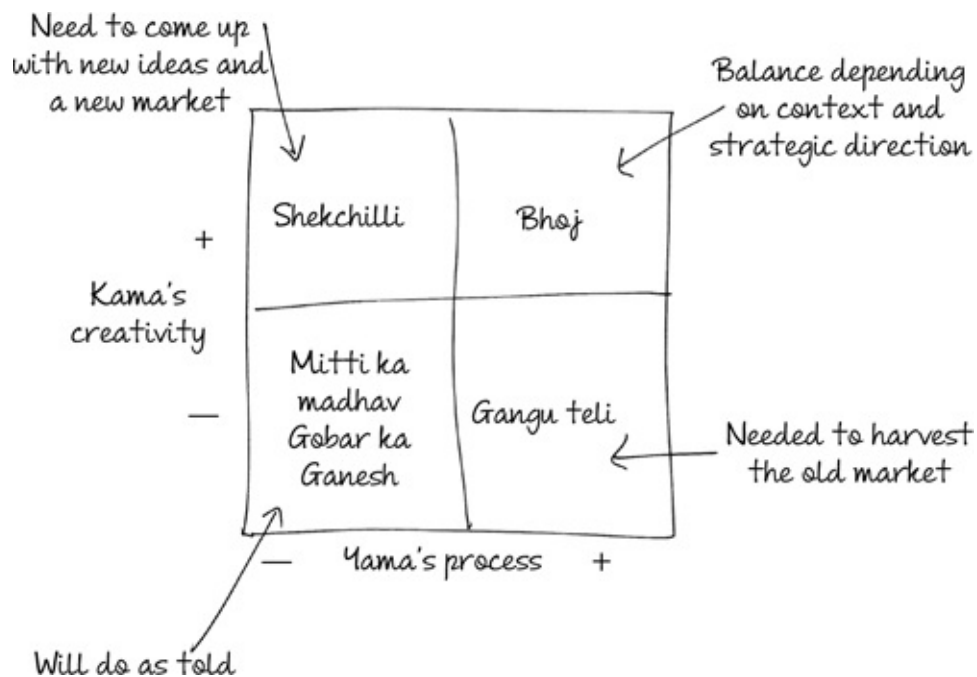 Need to come up
with new ideas and
a new market
Balance depending
on context and
strategic direction
Shekchilli
Bhoj
+
Kama's
creativity
—
Mitti ka
madhav
Gobar ka
Ganesh
Gangu teli
Needed to harvest
the old market
— Yama's process +
Will do as told